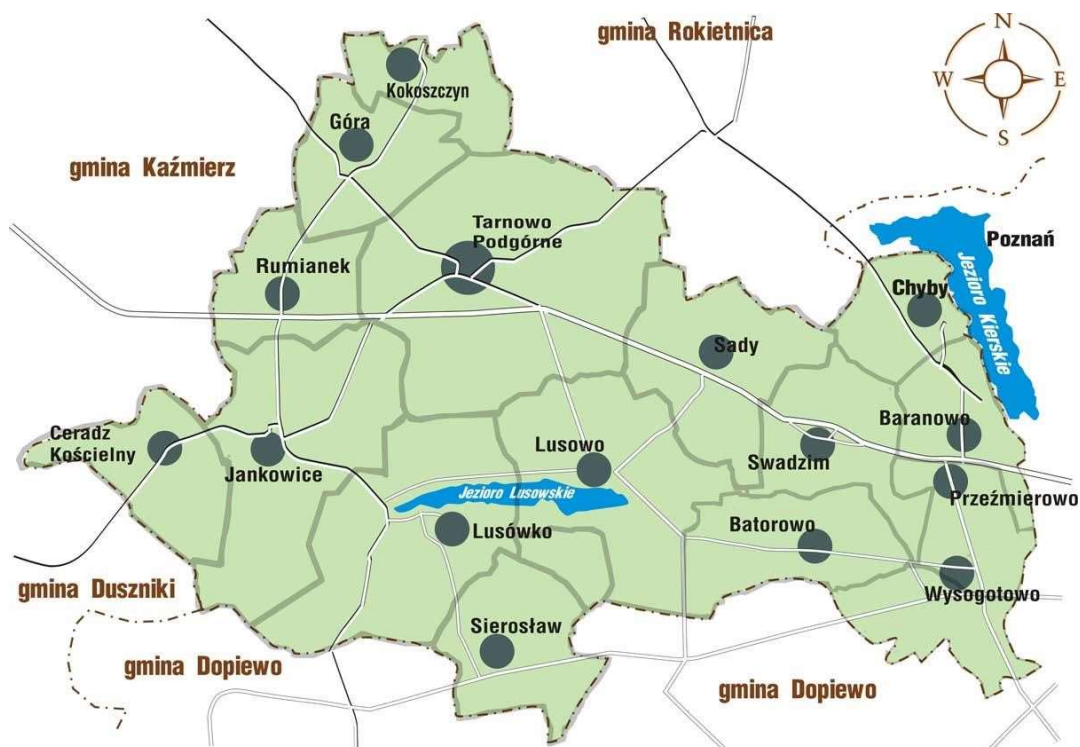 gmina Rokietnica
N
W
E
S
Kokoszczyn
Góra
gmina Kaźmierz
Tarnowo
Podgórne
Poznań
Rumianek
Chyby
Jezioro Kierskie
Sady
Ceradz
Kościelny
Jankowice
Lusowo
Baranowo
Swadzim
Jezioro Lusowskie
Przeźmierowo
Lusówko
Batorowo
Wysogotowo
gmina Duszniki
Sierosław
gmina Dopiewo
gmina Dopiewo